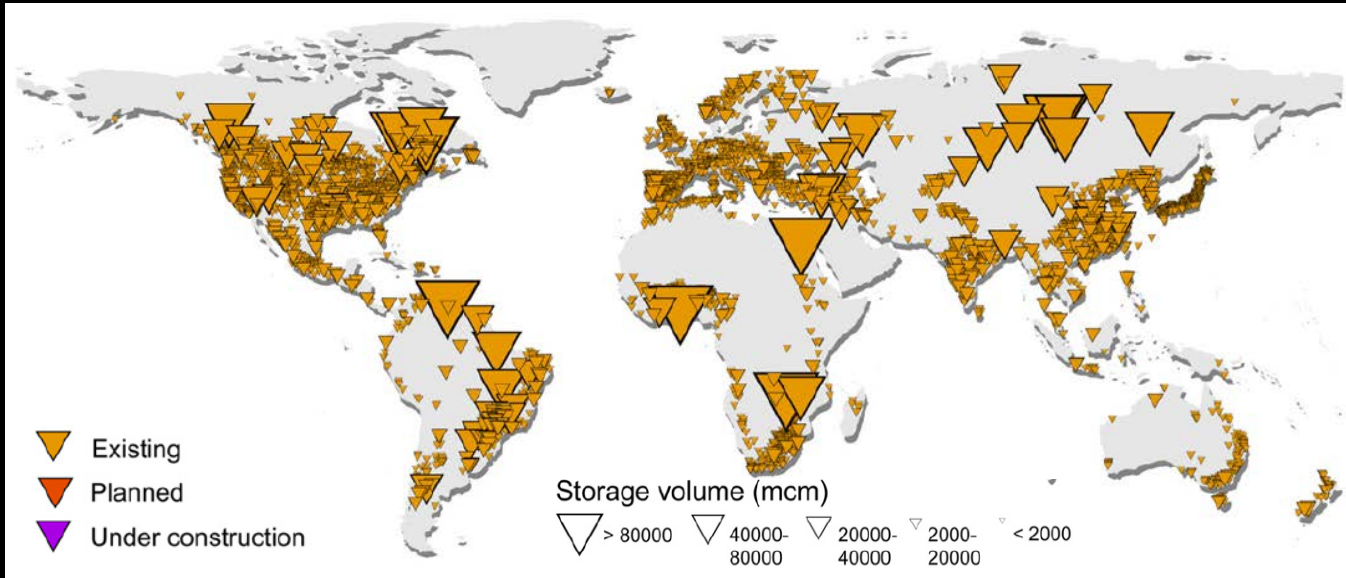 Existing
Planned
Under construction
Storage volume (mcm)
> 80000
40000-
80000
20000-
40000
2000-
20000
< 2000